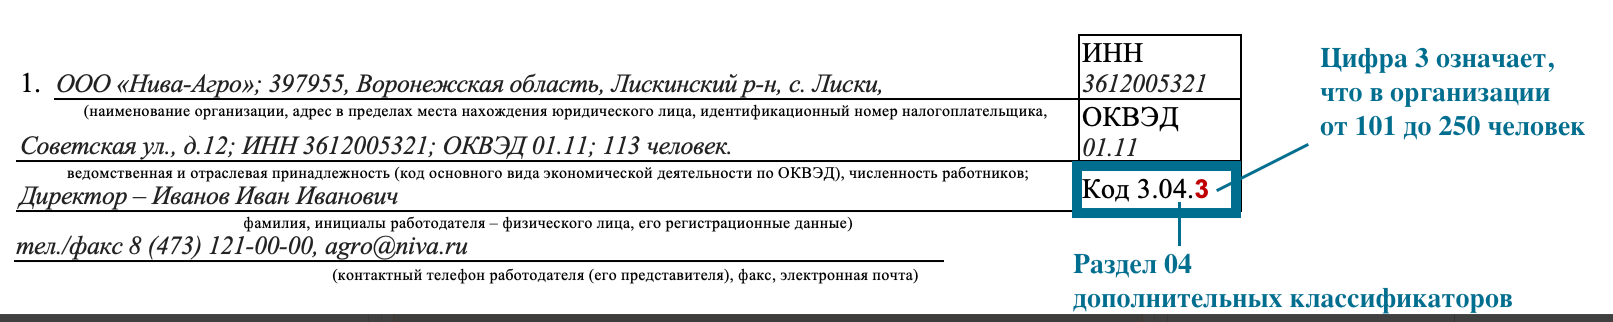 1. ООО «Нива-Агро»; 397955, Воронежская область, Лискинский р-н, с. Лиски,
(наименование организации, адрес в пределах места нахождения юридического лица, идентификационный номер налогоплательщика,
Советская ул., д.12; ИНН 3612005321; ОКВЭД 01.11; 113 человек.
ведомственная и отраслевая принадлежность (код основного вида экономической деятельности по ОКВЭД), численность работников;
Директор – Иванов Иван Иванович
фамилия, инициалы работодателя – физического лица, его регистрационные данные)
тел./факс 8 (473) 121-00-00, agro@niva.ru
(контактный телефон работодателя (его представителя), факс, электронная почта)
ИНН
3612005321
ОКВЭД
01.11
Код 3.04.3
Цифра 3 означает,
что в организации
от 101 до 250 человек
Раздел 04
дополнительных классификаторов